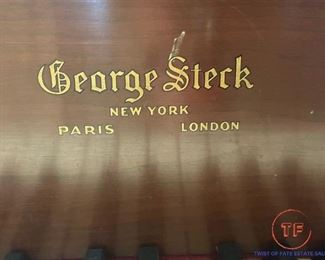 George Steck
NEW YORK
PARIS LONDON
TF
TWIST OF FATE ESTATE SALES